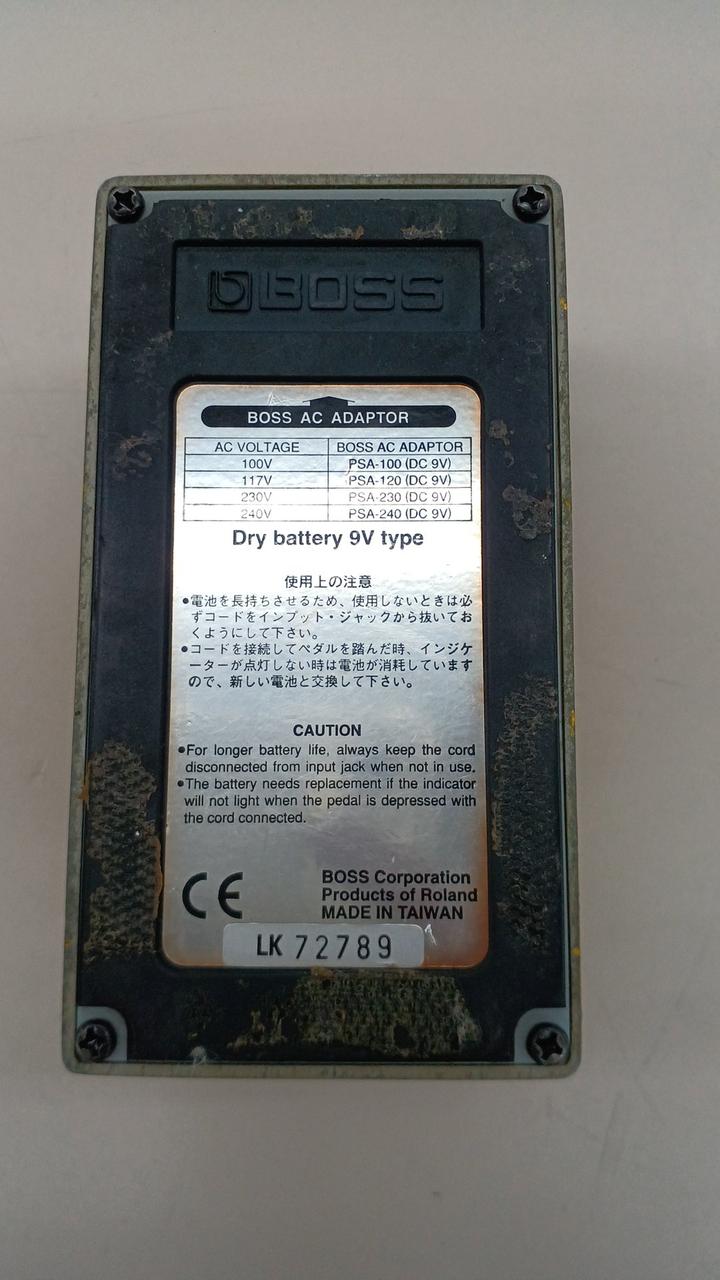 BOSS
BOSS AC ADAPTOR
AC VOLTAGE BOSS AC ADAPTOR
100V PSA-100 (DC 9V)
117V PSA-120 (DC 9V)
230V PSA-230 (DC 9V)
240V PSA-240 (DC 9V)
Dry battery 9V type
使用上の注意
●電池を長持ちさせるため、使用しないときは必
ずコードをインプット・ジャックから抜いてお
くようにして下さい。
●コードを接続してペダルを踏んだ時、インジケ
ーターが点灯しない時は電池が消耗しています
ので、新しい電池と交換して下さい。
CAUTION
●For longer battery life, always keep the cord
disconnected from input jack when not in use.
●The battery needs replacement if the indicator
will not light when the pedal is depressed with
the cord connected.
CE
BOSS Corporation
Products of Roland
MADE IN TAIWAN
LK 72789